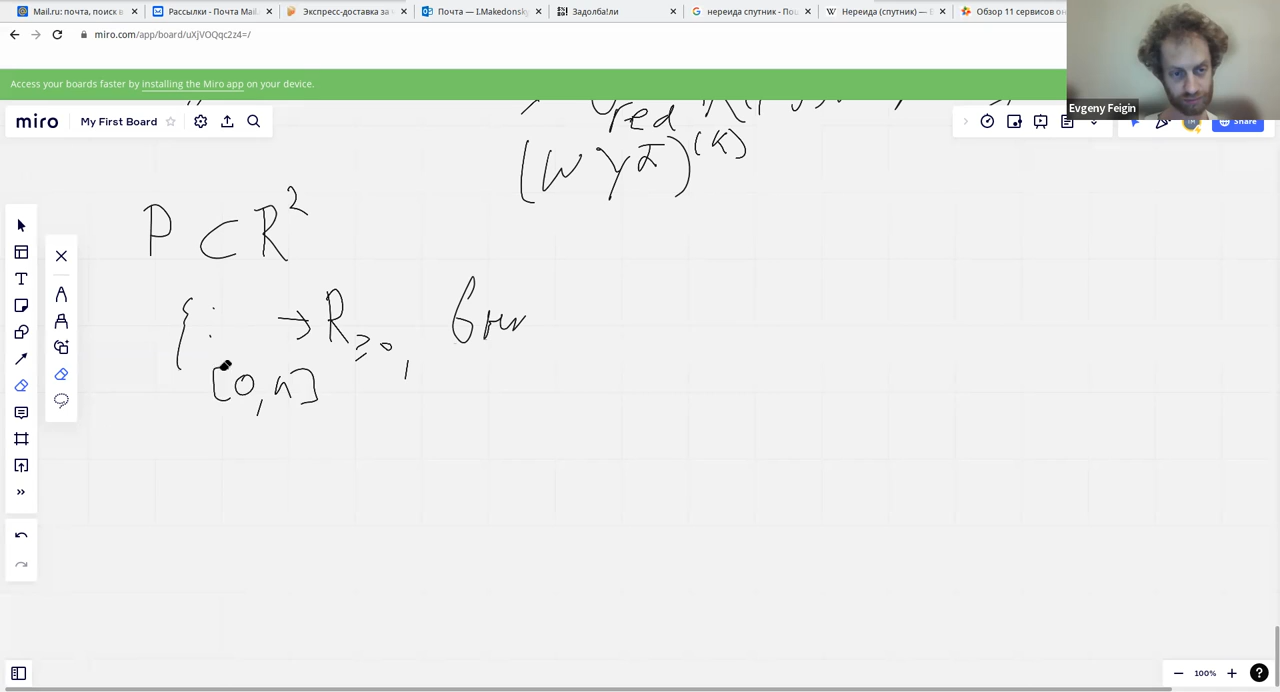 Mail.ru: почта, поиск в
Рассылки - Почта Mail.
Экспресс-доставка за
Почта — I.Makedonsk
Задолба!ли
нереида спутник - Пои
Нереида (спутник) — В
Обзор 11 сервисов он
miro.com/app/board/uXjVOQqc2z4=/
Access your boards faster by installing the Miro app on your device.
Evgeny Feigin
miro
My First Board
Share
red
P ⊂ R²
→ R ≥ 0,
[0, n]
100%